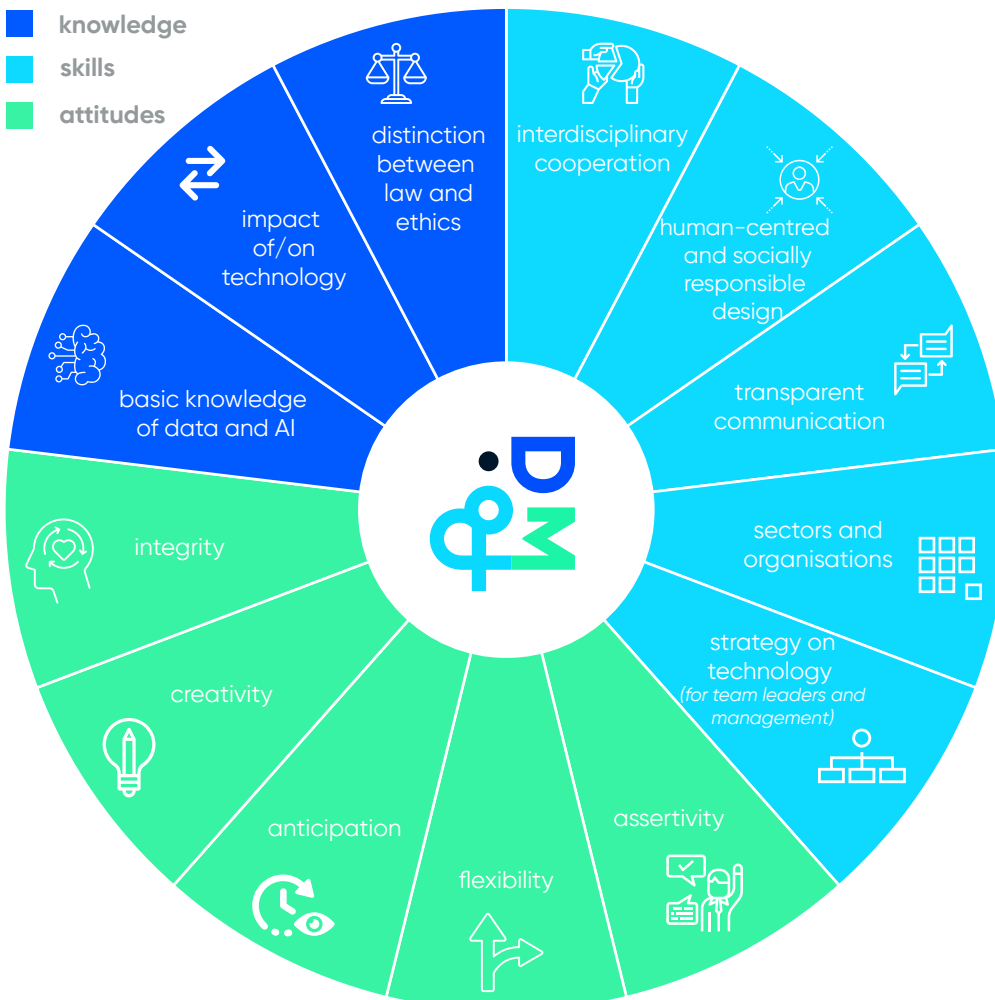 knowledge
skills
attitudes
distinction
between
law and
ethics
interdisciplinary
cooperation
human-centred
and socially
responsible
design
transparent
communication
sectors and
organisations
strategy on
technology
(for team leaders and
management)
assertivity
flexibility
anticipation
creativity
integrity
basic knowledge
of data and AI
impact
of/on
technology
D
M